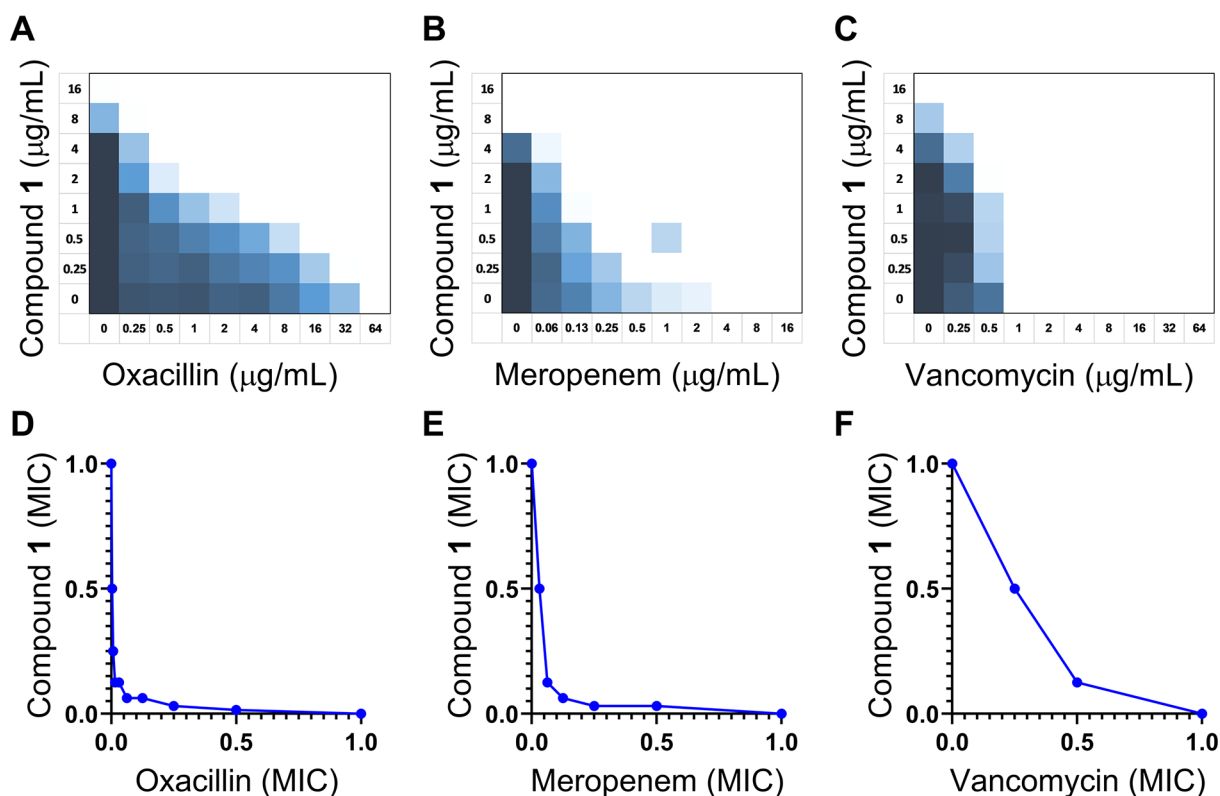 A
B
C
Compound 1 (μg/mL)
16
8
4
2
1
0.5
0.25
0
0 0.25 0.5 1 2 4 8 16 32 64
Oxacillin (μg/mL)
Compound 1 (μg/mL)
16
8
4
2
1
0.5
0.25
0
0 0.06 0.13 0.25 0.5 1 2 4 8 16
Meropenem (μg/mL)
Compound 1 (μg/mL)
16
8
4
2
1
0.5
0.25
0
0 0.25 0.5 1 2 4 8 16 32 64
Vancomycin (μg/mL)
D
E
F
Compound 1 (MIC)
1.0
0.5
0.0
0.0 0.5 1.0
Oxacillin (MIC)
Compound 1 (MIC)
1.0
0.5
0.0
0.0 0.5 1.0
Meropenem (MIC)
Compound 1 (MIC)
1.0
0.5
0.0
0.0 0.5 1.0
Vancomycin (MIC)